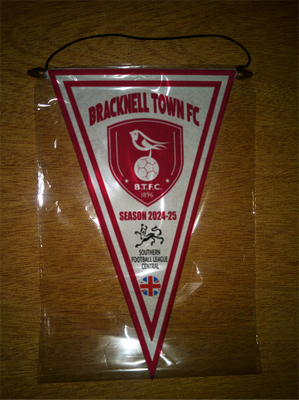 BRACKNELL TOWN FC
B.T.F.C.
1896
SEASON 2024-25
SOUTHERN
FOOTBALL LEAGUE
CENTRAL